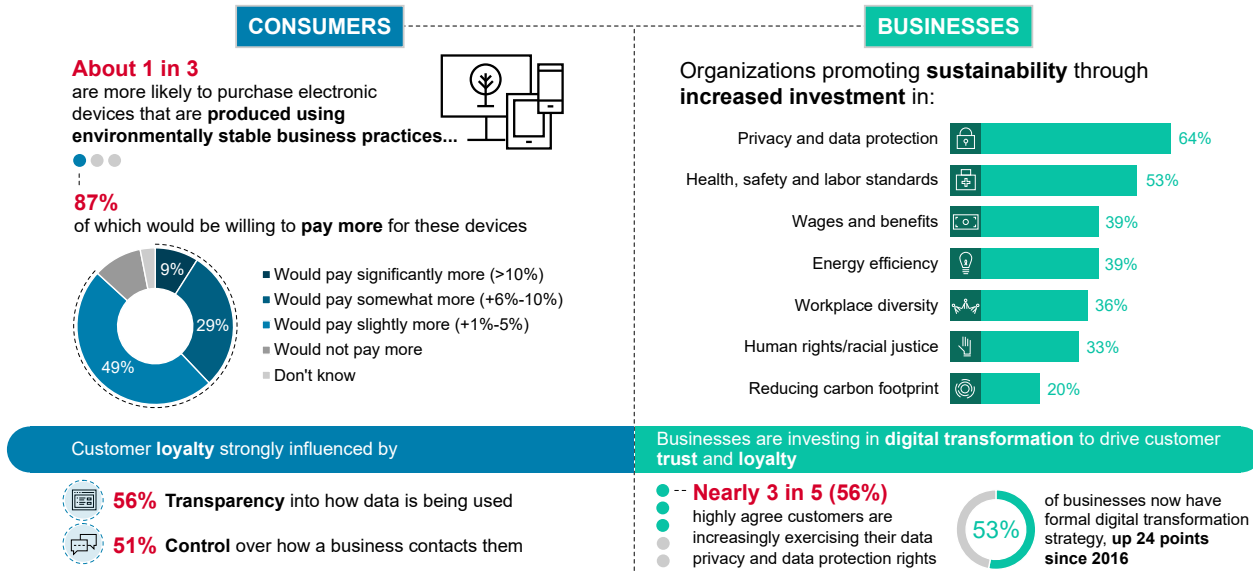 CONSUMERS
About 1 in 3
are more likely to purchase electronic
devices that are produced using
environmentally stable business practices...
87%
of which would be willing to pay more for these devices
9%
29%
49%
Would pay significantly more (>10%)
Would pay somewhat more (+6%-10%)
Would pay slightly more (+1%-5%)
Would not pay more
Don't know
Customer loyalty strongly influenced by
56% Transparency into how data is being used
51% Control over how a business contacts them
BUSINESSES
Organizations promoting sustainability through
increased investment in:
Privacy and data protection 64%
Health, safety and labor standards 53%
Wages and benefits 39%
Energy efficiency 39%
Workplace diversity 36%
Human rights/racial justice 33%
Reducing carbon footprint 20%
Businesses are investing in digital transformation to drive customer
trust and loyalty
Nearly 3 in 5 (56%)
highly agree customers are
increasingly exercising their data
privacy and data protection rights
53%
of businesses now have
formal digital transformation
strategy, up 24 points
since 2016